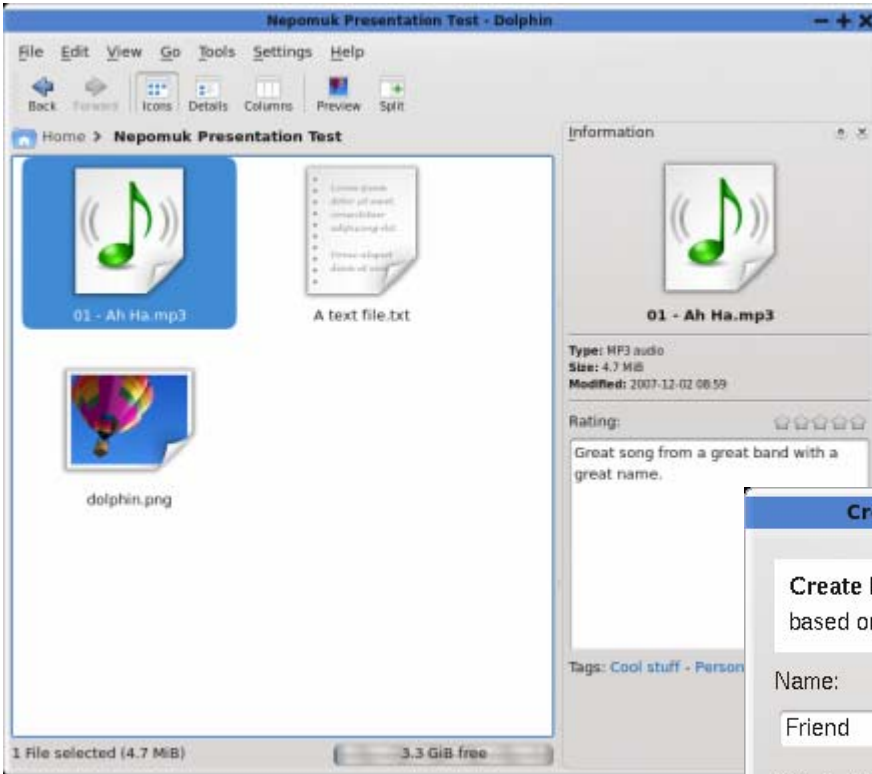 Nepomuk Presentation Test - Dolphin
File Edit View Go Tools Settings Help
Back Forward Icons Details Columns Preview Split
Home > Nepomuk Presentation Test
01 - Ah Ha.mp3
A text file.txt
dolphin.png
1 File selected (4.7 MiB)
3.3 GiB free
Information
01 - Ah Ha.mp3
Type: MP3 audio
Size: 4.7 MiB
Modified: 2007-12-02 08:59
Rating:
Great song from a great band with a
great name.
Tags: Cool stuff - Person
Create
based
Name:
Friend